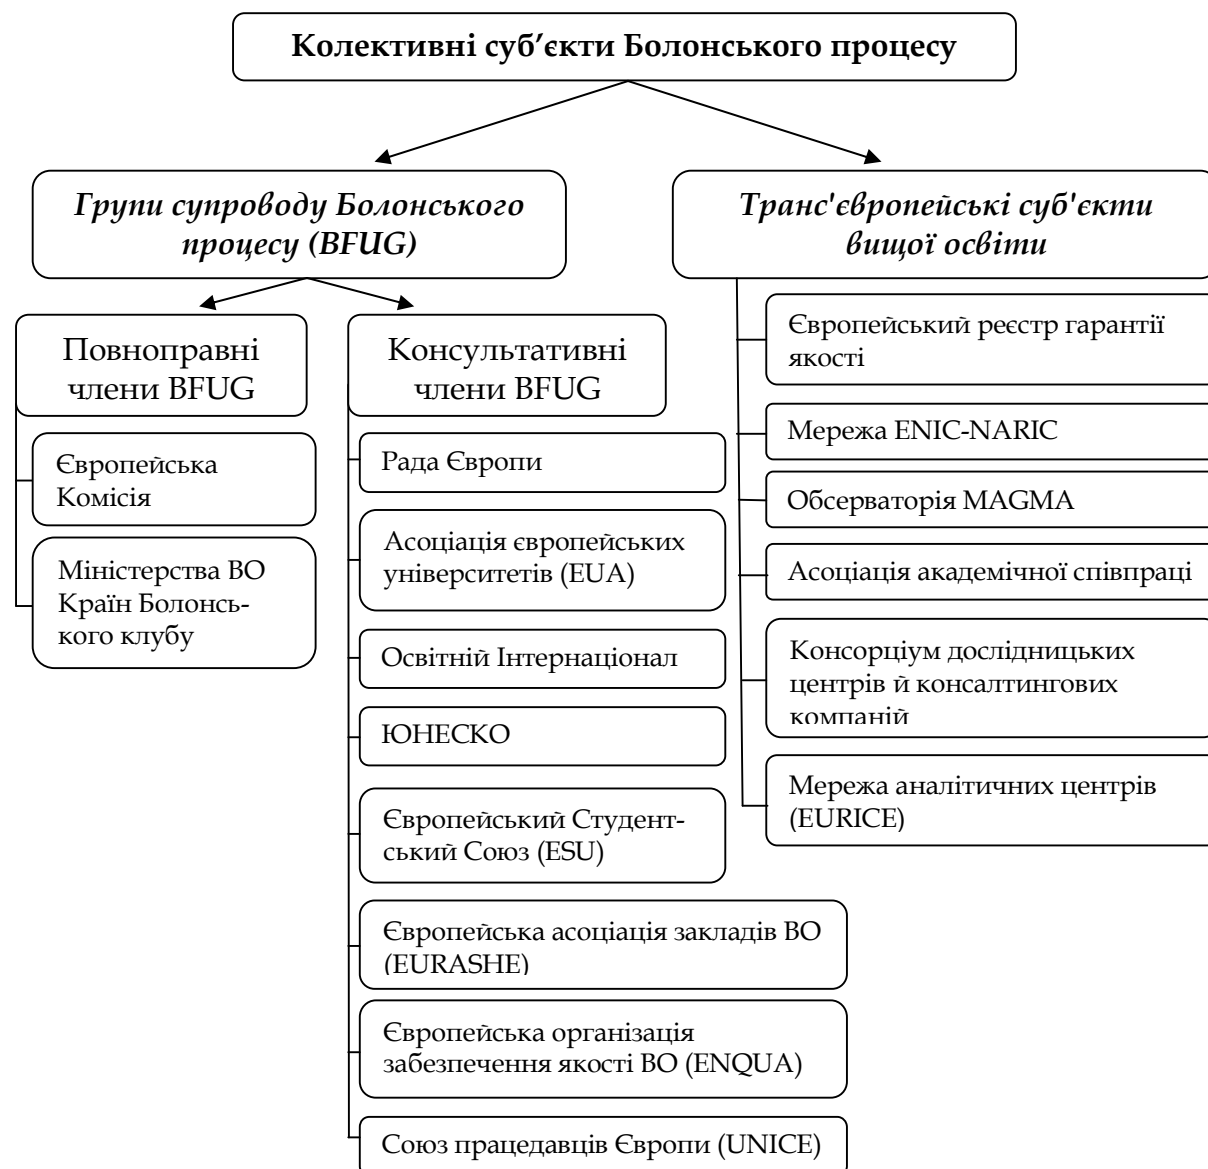 Колективні суб’єкти Болонського процесу
Групи супроводу Болонського
процесу (BFUG)
Транс'європейські суб'єкти
вищої освіти
Повноправні
члени BFUG
Консультативні
члени BFUG
Європейська
Комісія
Міністерства ВО
Країн Болонсь-
кого клубу
Рада Європи
Асоціація європейських
університетів (EUA)
Освітній Інтернаціонал
ЮНЕСКО
Європейський Студент-
ський Союз (ESU)
Європейська асоціація закладів ВО
(EURASHE)
Європейська організація
забезпечення якості ВО (ENQUA)
Союз працедавців Європи (UNICE)
Європейський реєстр гарантії
якості
Мережа ENIC-NARIC
Обсерваторія MAGMA
Асоціація академічної співпраці
Консорціум дослідницьких
центрів й консалтингових
компаній
Мережа аналітичних центрів
(EURICE)